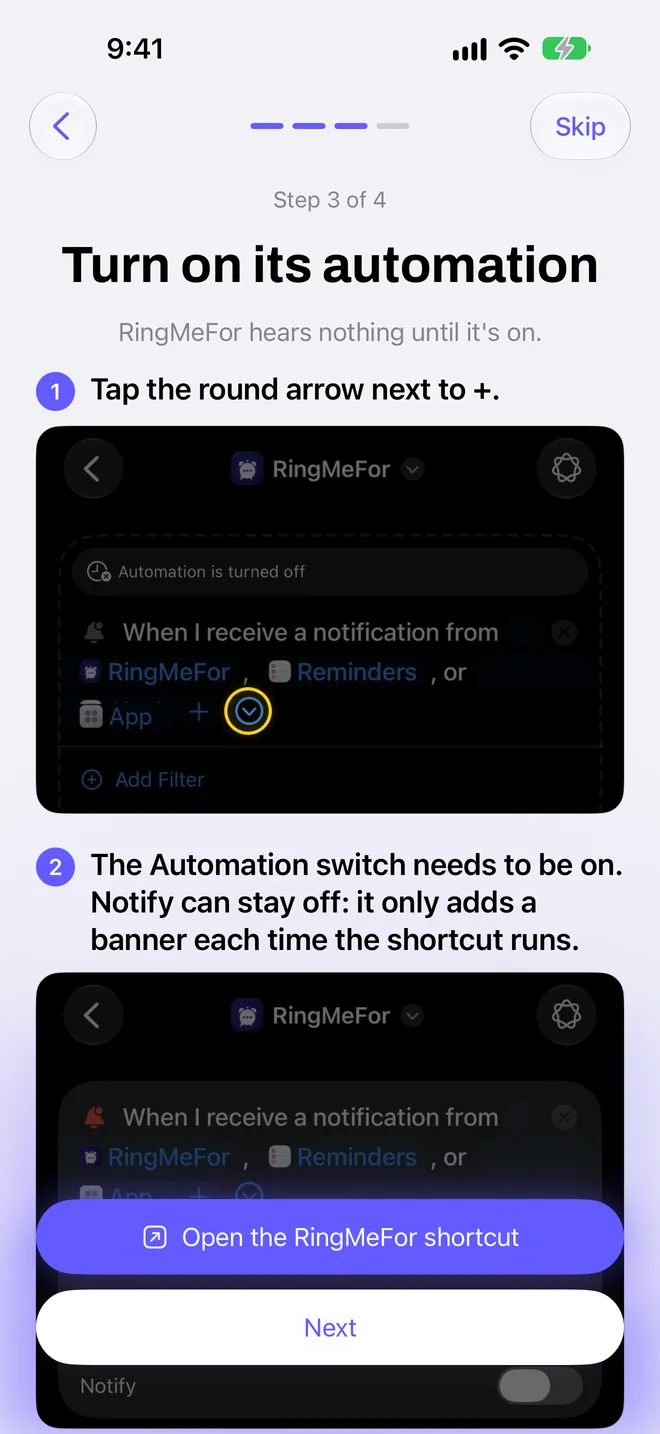 9:41
Skip
Step 3 of 4
Turn on its automation
RingMeFor hears nothing until it's on.
1 Tap the round arrow next to +.
RingMeFor
Automation is turned off
When I receive a notification from
RingMeFor , Reminders , or
App +
Add Filter
2 The Automation switch needs to be on.
Notify can stay off: it only adds a
banner each time the shortcut runs.
RingMeFor
When I receive a notification from
RingMeFor , Reminders , or
App +
Open the RingMeFor shortcut
Next
Notify